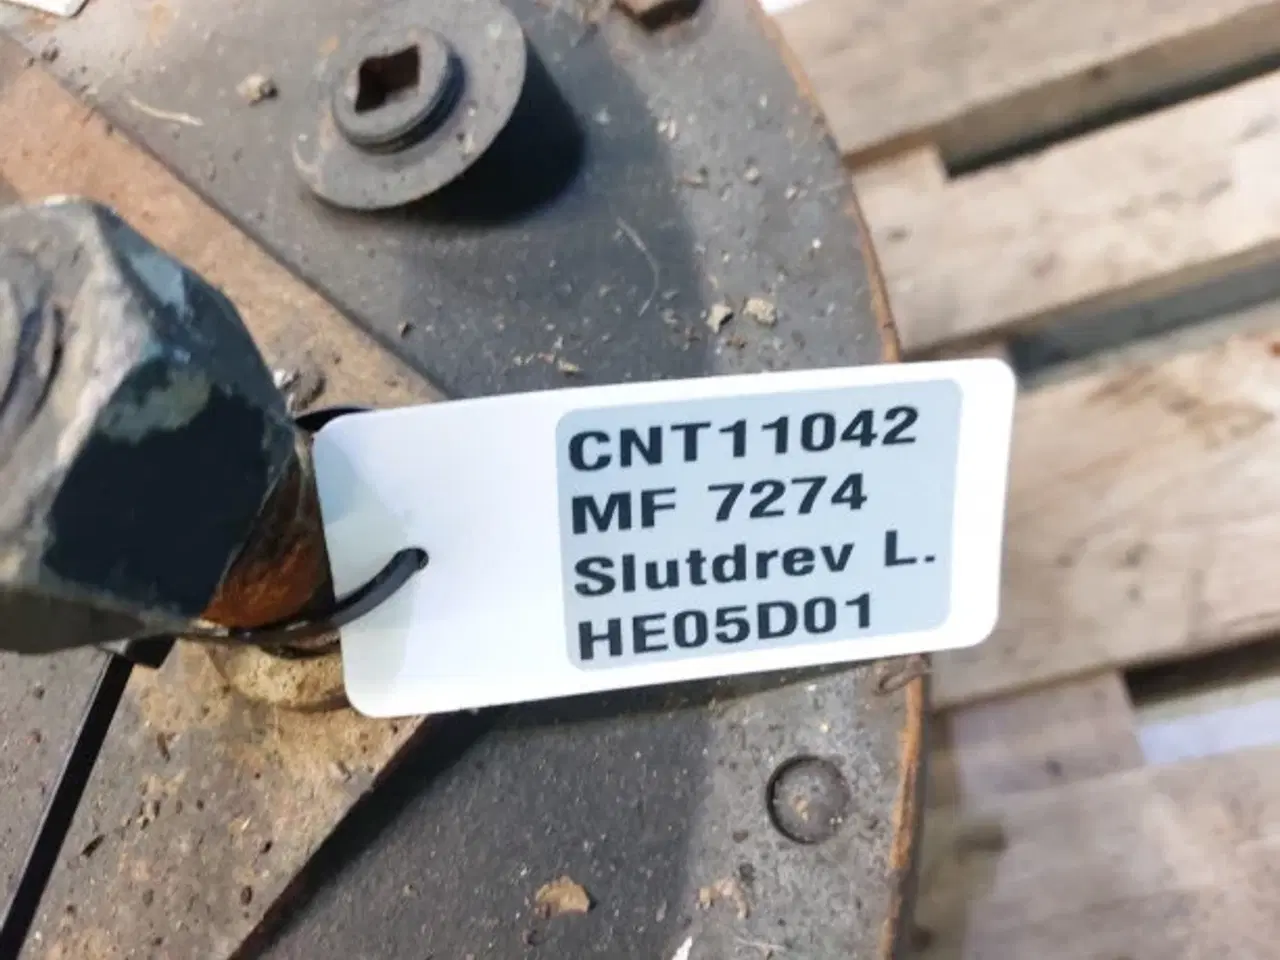 CNT11042
MF 7274
Slutdrev L.
HE05D01